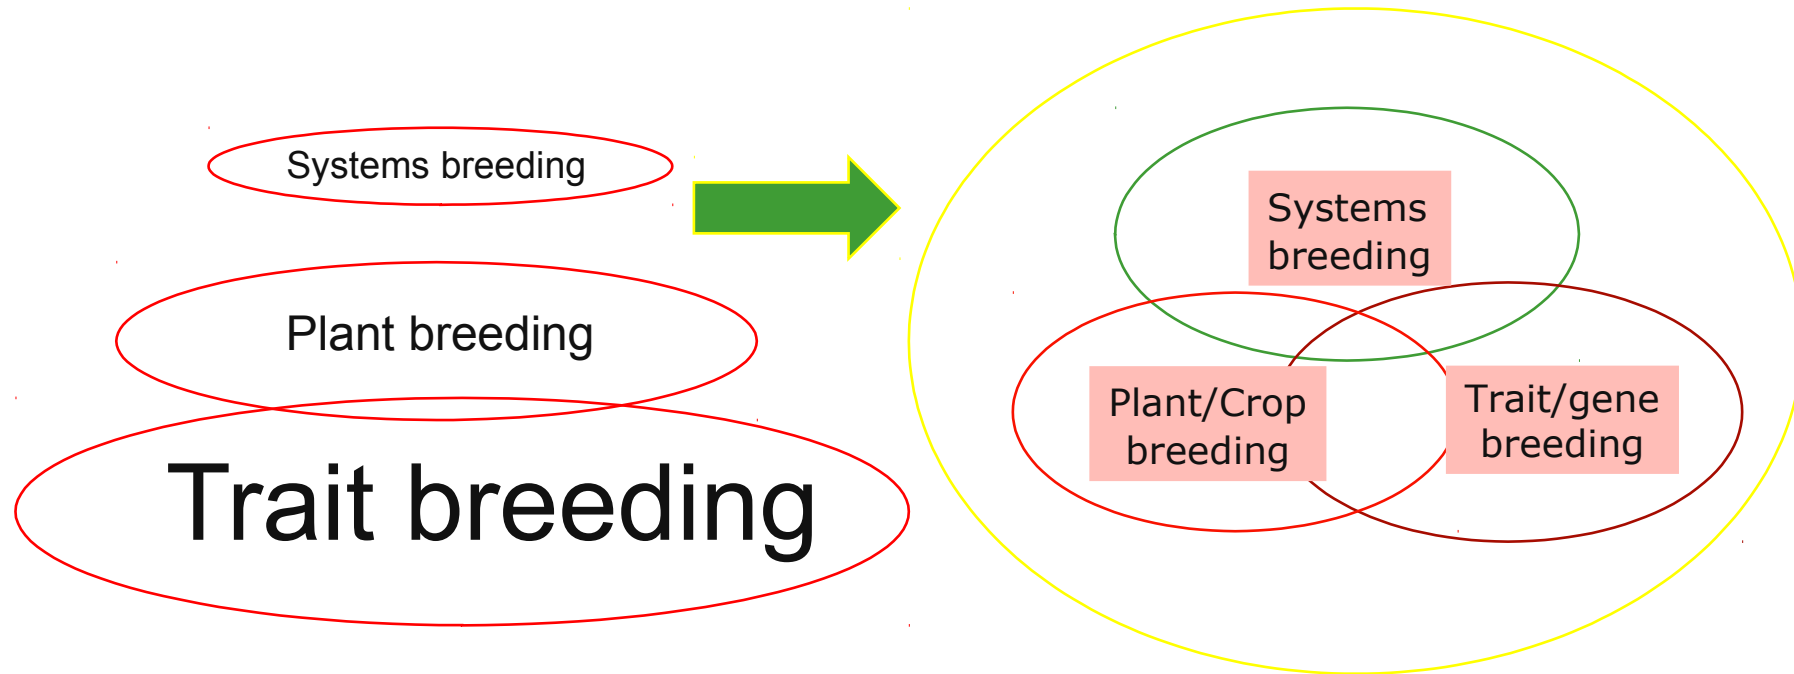 Systems breeding
Plant breeding
Trait breeding
Systems
breeding
Plant/Crop
breeding
Trait/gene
breeding